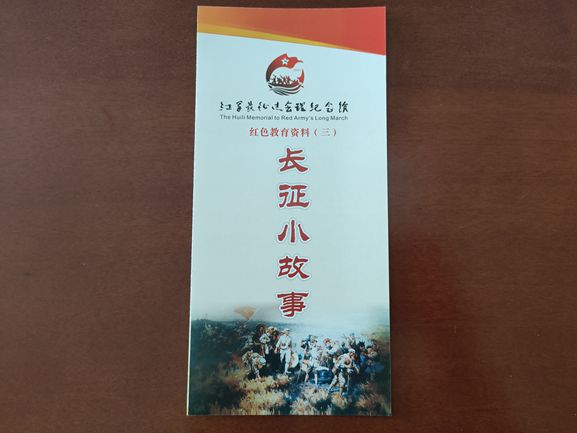 红军长征过会理纪念馆
The Huili Memorial to Red Army's Long March
红色教育资料（三）
长征小故事